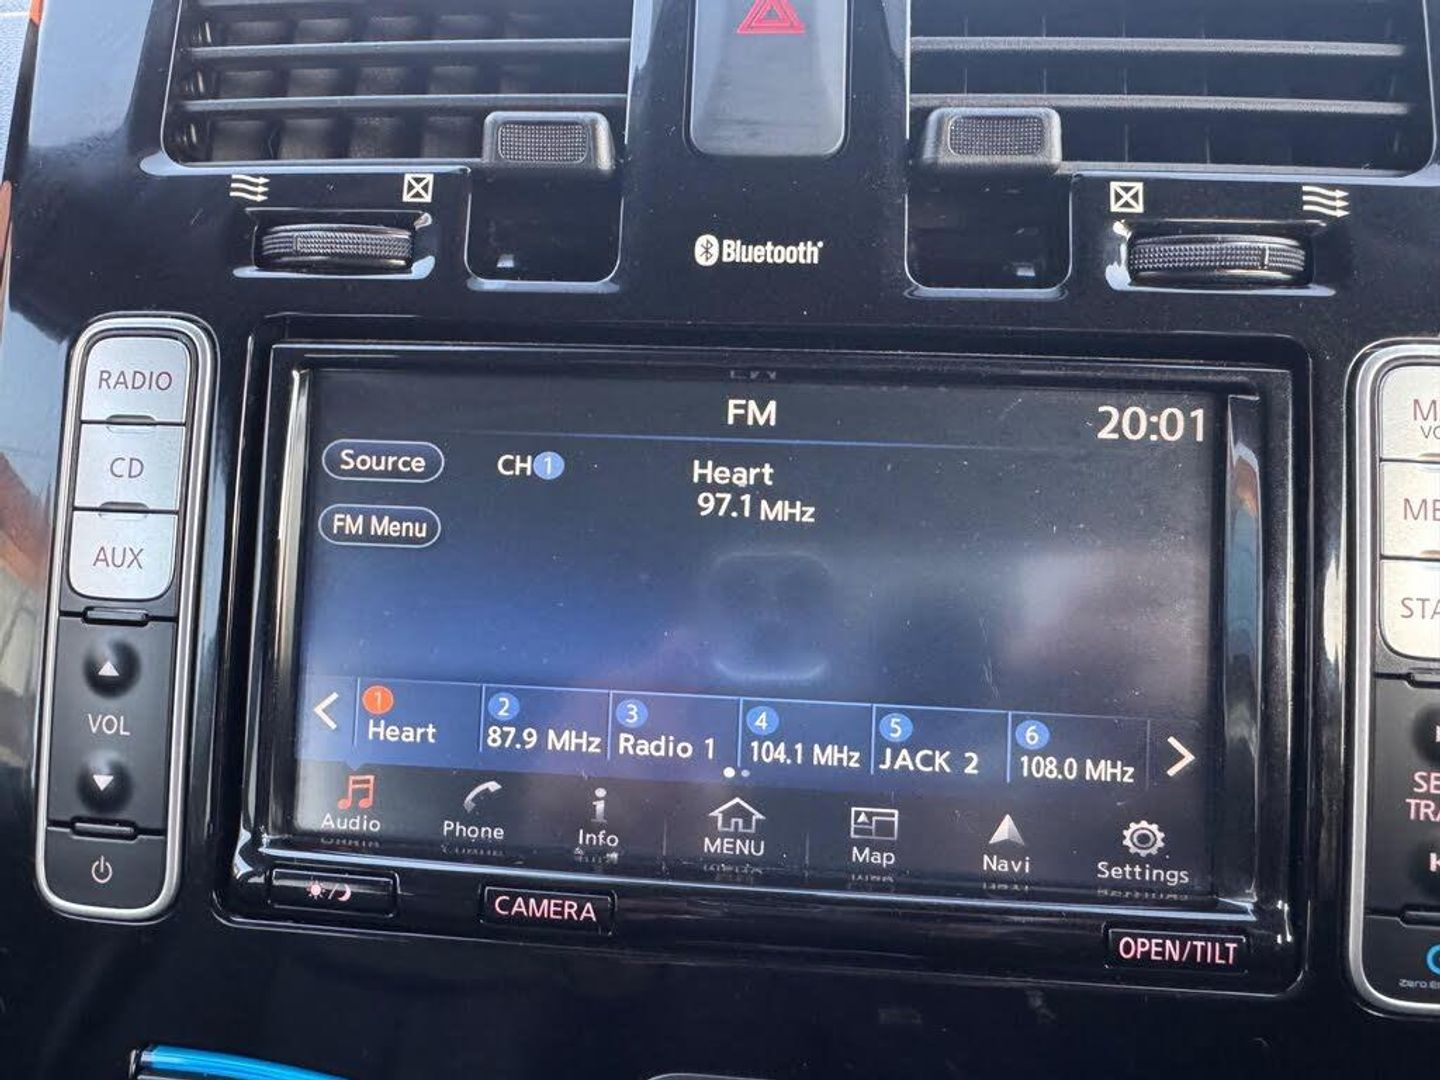 Bluetooth
RADIO
CD
AUX
VOL
FM
20:01
Source
CH 1
Heart
97.1 MHz
FM Menu
1
Heart
2
87.9 MHz
3
Radio 1
4
104.1 MHz
5
JACK 2
6
108.0 MHz
Audio
Phone
Info
MENU
Map
Navi
Settings
CAMERA
OPEN/TILT